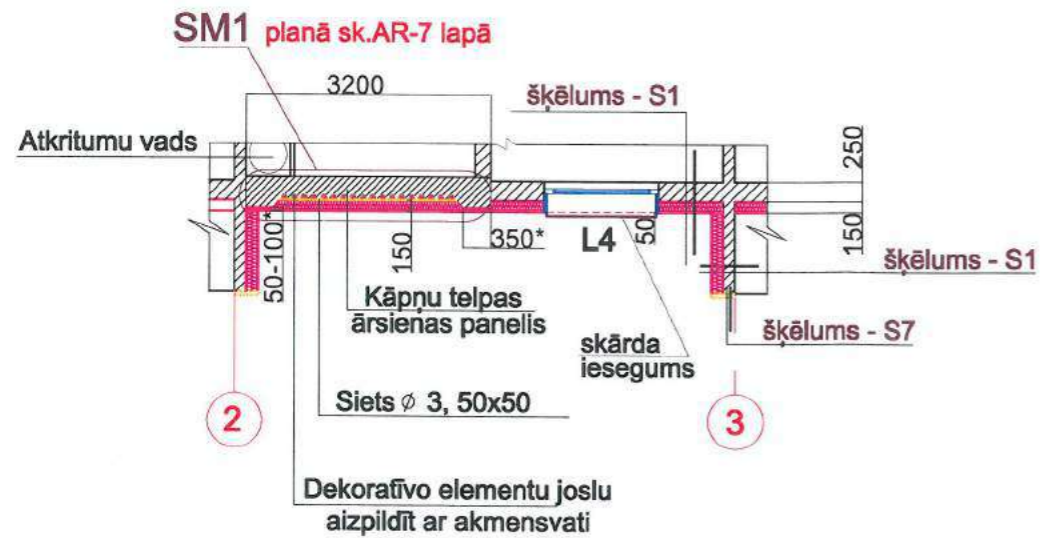 SM1 planā sk.AR-7 lapā
3200
šķēlums - S1
Atkritumu vads
250
150
50-100*
150
350*
L4
50
šķēlums - S1
Kāpņu telpas
ārsienas panelis
skārda
iesegums
šķēlums - S7
Siets ϕ 3, 50x50
2
3
Dekoratīvo elementu joslu
aizpildīt ar akmensvati